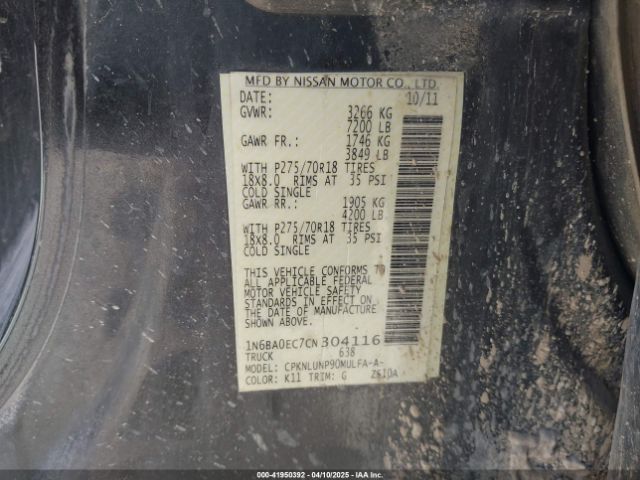 MFD BY NISSAN MOTOR CO., LTD.
DATE: 10/11
GVWR: 3266 KG
7200 LB
GAWR FR.: 1746 KG
3849 LB
WITH P275/70R18 TIRES
18X8.0 RIMS AT 35 PSI
COLD SINGLE
GAWR RR.: 1905 KG
4200 LB
WITH P275/70R18 TIRES
18X8.0 RIMS AT 35 PSI
COLD SINGLE
THIS VEHICLE CONFORMS TO
ALL APPLICABLE FEDERAL
MOTOR VEHICLE SAFETY
STANDARDS IN EFFECT ON
THE DATE OF MANUFACTURE
SHOWN ABOVE.
1N6BA0EC7CN304116
TRUCK 638
MODEL: CPKNLUNP90MULFA-A-
COLOR: K11 TRIM: G ZS10A
00-41950392 - 04/10/2025 - IAA Inc.